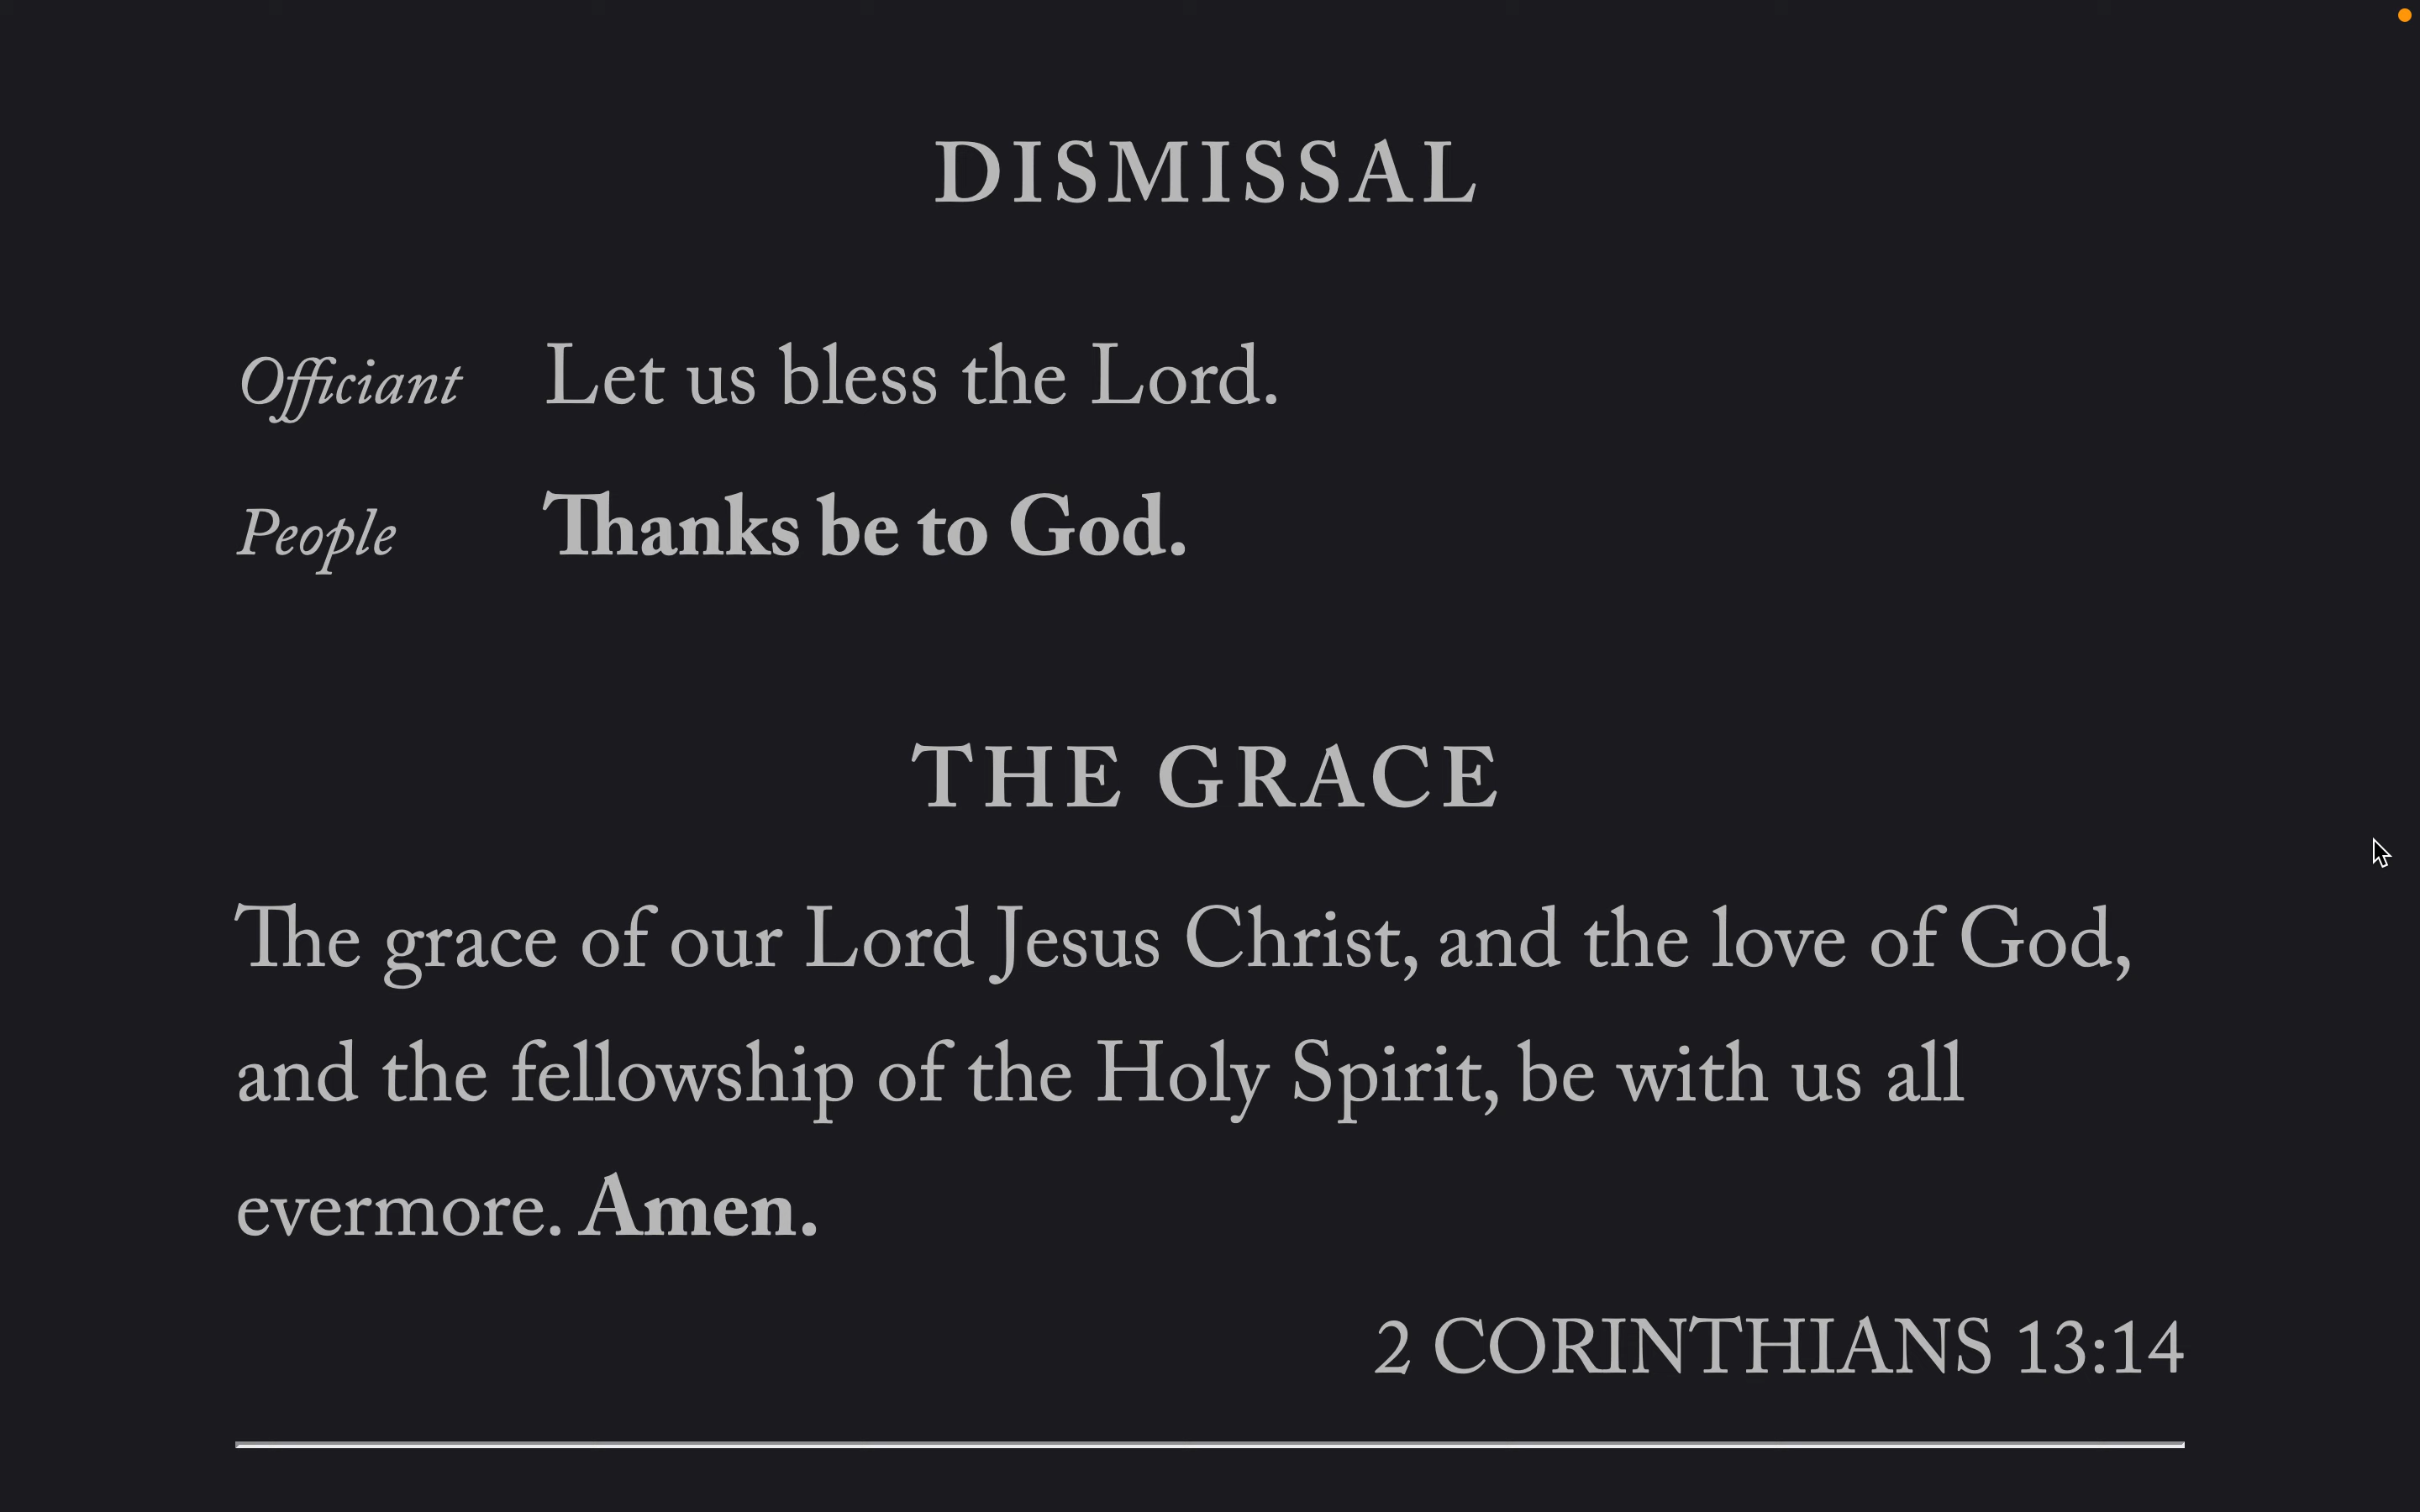 DISMISSAL
Officiant Let us bless the Lord.
People Thanks be to God.
THE GRACE
The grace of our Lord Jesus Christ, and the love of God,
and the fellowship of the Holy Spirit, be with us all
evermore. Amen.
2 CORINTHIANS 13:14